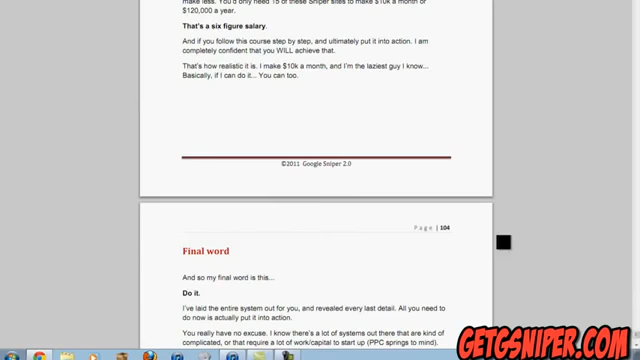 make less. You'd only need 15 of these Sniper sites to make $10k a month or
$120,000 a year.
That's a six figure salary.
And if you follow this course step by step, and ultimately put it into action. I am
completely confident that you WILL achieve that.
That's how realistic it is. I make $10k a month, and I'm the laziest guy I know...
Basically, if I can do it... You can too.
©2011 Google Sniper 2.0
Page | 104
Final word
And so my final word is this...
Do it.
I've laid the entire system out for you, and revealed every last detail. All you need to
do now is actually put it into action.
You really have no excuse. I know there's a lot of systems out there that are kind of
complicated, or that require a lot of work/capital to start up (PPC springs to mind).
GETGSNIPER.COM